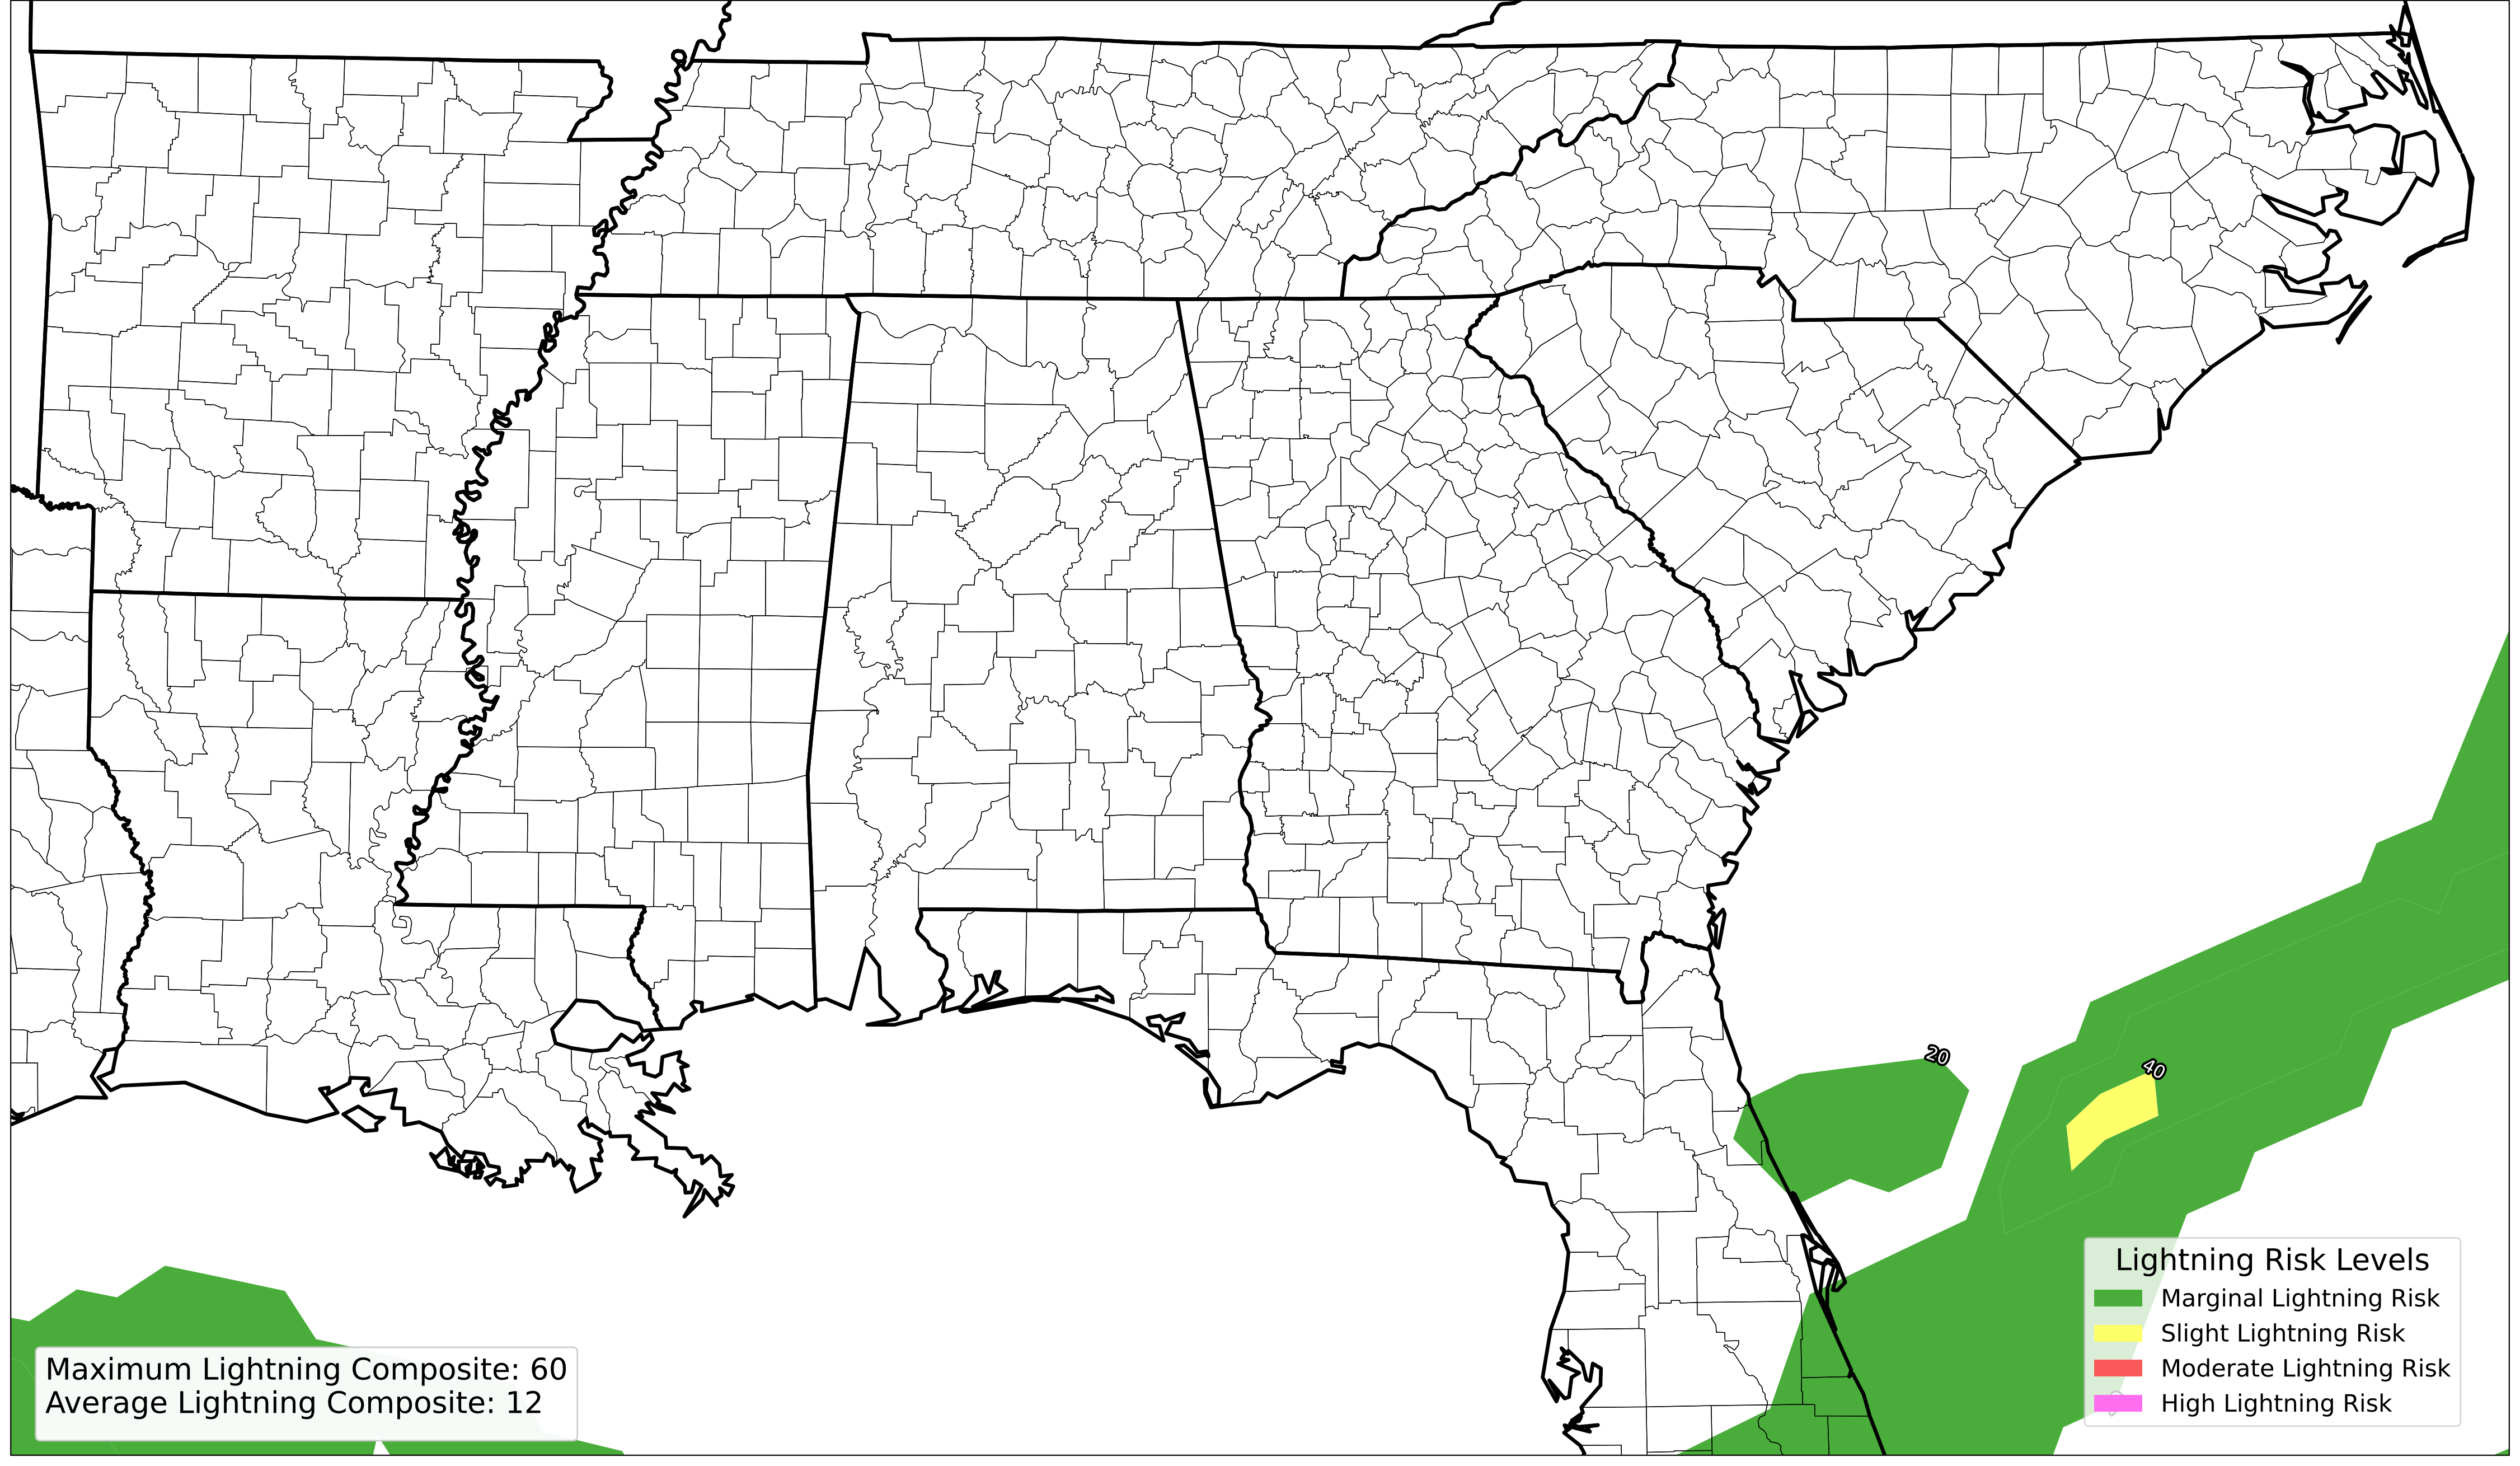 20
40
Lightning Risk Levels
Marginal Lightning Risk
Slight Lightning Risk
Moderate Lightning Risk
High Lightning Risk
Maximum Lightning Composite: 60
Average Lightning Composite: 12